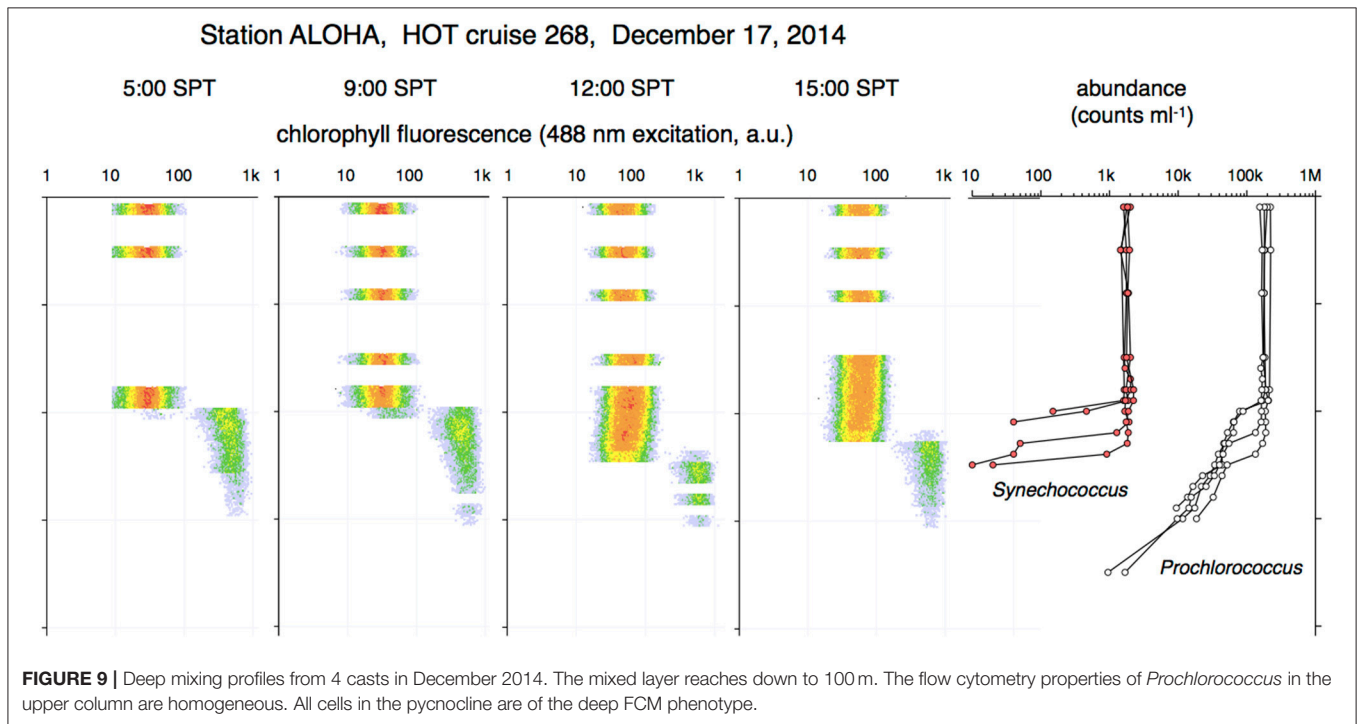 Station ALOHA, HOT cruise 268, December 17, 2014
5:00 SPT 9:00 SPT 12:00 SPT 15:00 SPT abundance
(counts ml-1)
chlorophyll fluorescence (488 nm excitation, a.u.)
1 10 100 1k 1 10 100 1k 1 10 100 1k 1 10 100 1k 10 100 1k 10k 100k 1M
Synechococcus
Prochlorococcus
FIGURE 9 | Deep mixing profiles from 4 casts in December 2014. The mixed layer reaches down to 100 m. The flow cytometry properties of Prochlorococcus in the
upper column are homogeneous. All cells in the pycnocline are of the deep FCM phenotype.